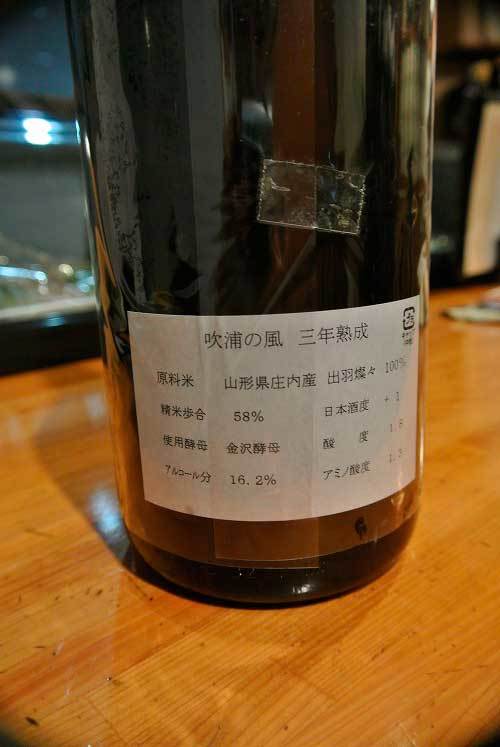 吹浦の風 三年熟成
原料米 山形県庄内産 出羽燦々 100%
精米歩合 58% 日本酒度 + 1
使用酵母 金沢酵母 酸 度
アルコール分 16.2% アミノ酸度 1.3